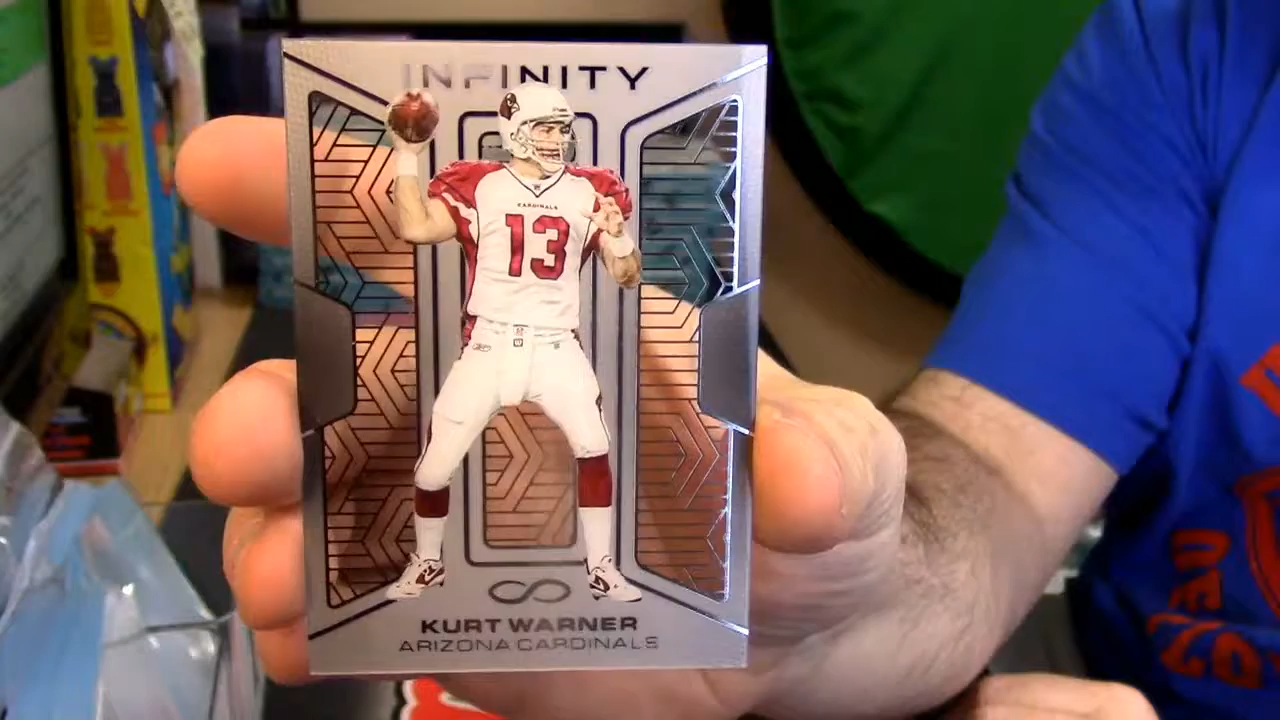 INFINITY
CARDINALS
13
KURT WARNER
ARIZONA CARDINALS